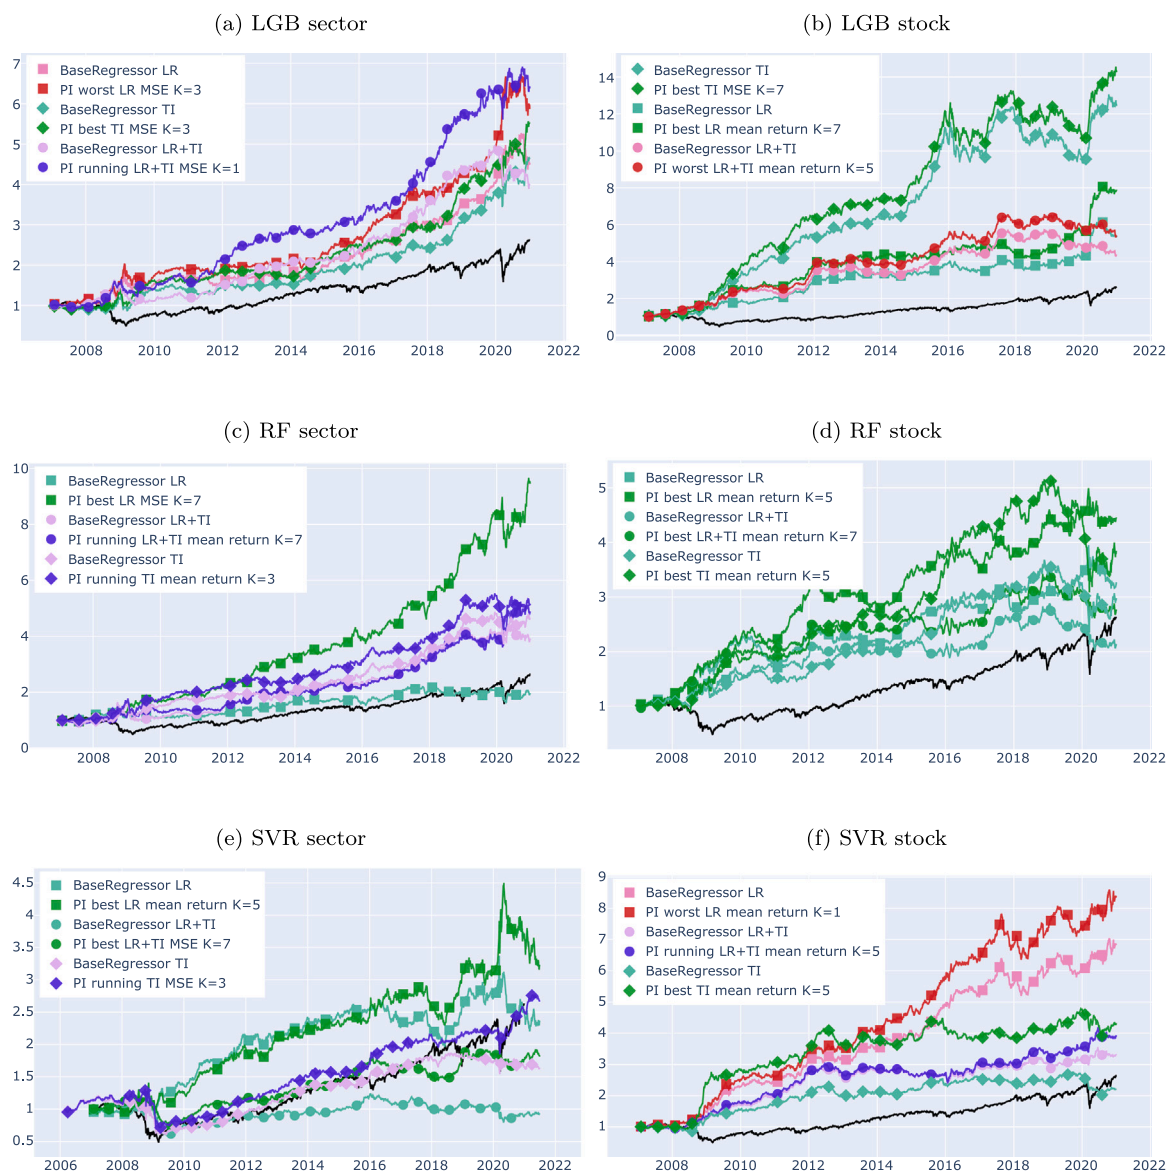 (a) LGB sector
BaseRegressor LR
PI worst LR MSE K=3
BaseRegressor TI
PI best TI MSE K=3
BaseRegressor LR+TI
PI running LR+TI MSE K=1
7
6
5
4
3
2
1
2008 2010 2012 2014 2016 2018 2020 2022
(b) LGB stock
BaseRegressor TI
PI best TI MSE K=7
BaseRegressor LR
PI best LR mean return K=7
BaseRegressor LR+TI
PI worst LR+TI mean return K=5
14
12
10
8
6
4
2
0
2008 2010 2012 2014 2016 2018 2020 2022
(c) RF sector
BaseRegressor LR
PI best LR MSE K=7
BaseRegressor LR+TI
PI running LR+TI mean return K=7
BaseRegressor TI
PI running TI mean return K=3
10
8
6
4
2
0
2008 2010 2012 2014 2016 2018 2020 2022
(d) RF stock
BaseRegressor LR
PI best LR mean return K=5
BaseRegressor LR+TI
PI best LR+TI mean return K=7
BaseRegressor TI
PI best TI mean return K=5
5
4
3
2
1
2008 2010 2012 2014 2016 2018 2020 2022
(e) SVR sector
BaseRegressor LR
PI best LR mean return K=5
BaseRegressor LR+TI
PI best LR+TI MSE K=7
BaseRegressor TI
PI running TI MSE K=3
4.5
4
3.5
3
2.5
2
1.5
1
0.5
2006 2008 2010 2012 2014 2016 2018 2020 2022
(f) SVR stock
BaseRegressor LR
PI worst LR mean return K=1
BaseRegressor LR+TI
PI running LR+TI mean return K=5
BaseRegressor TI
PI best TI mean return K=5
9
8
7
6
5
4
3
2
1
2008 2010 2012 2014 2016 2018 2020 2022